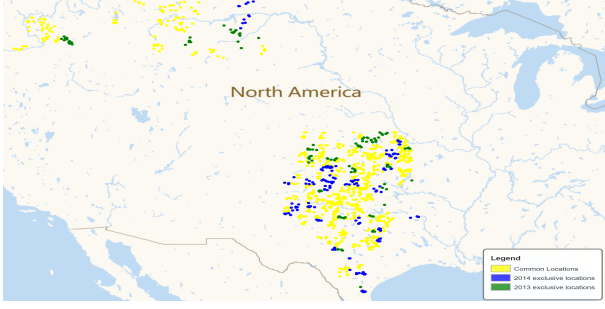 North America
Legend
Common Locations
2014 exclusive locations
2013 exclusive locations